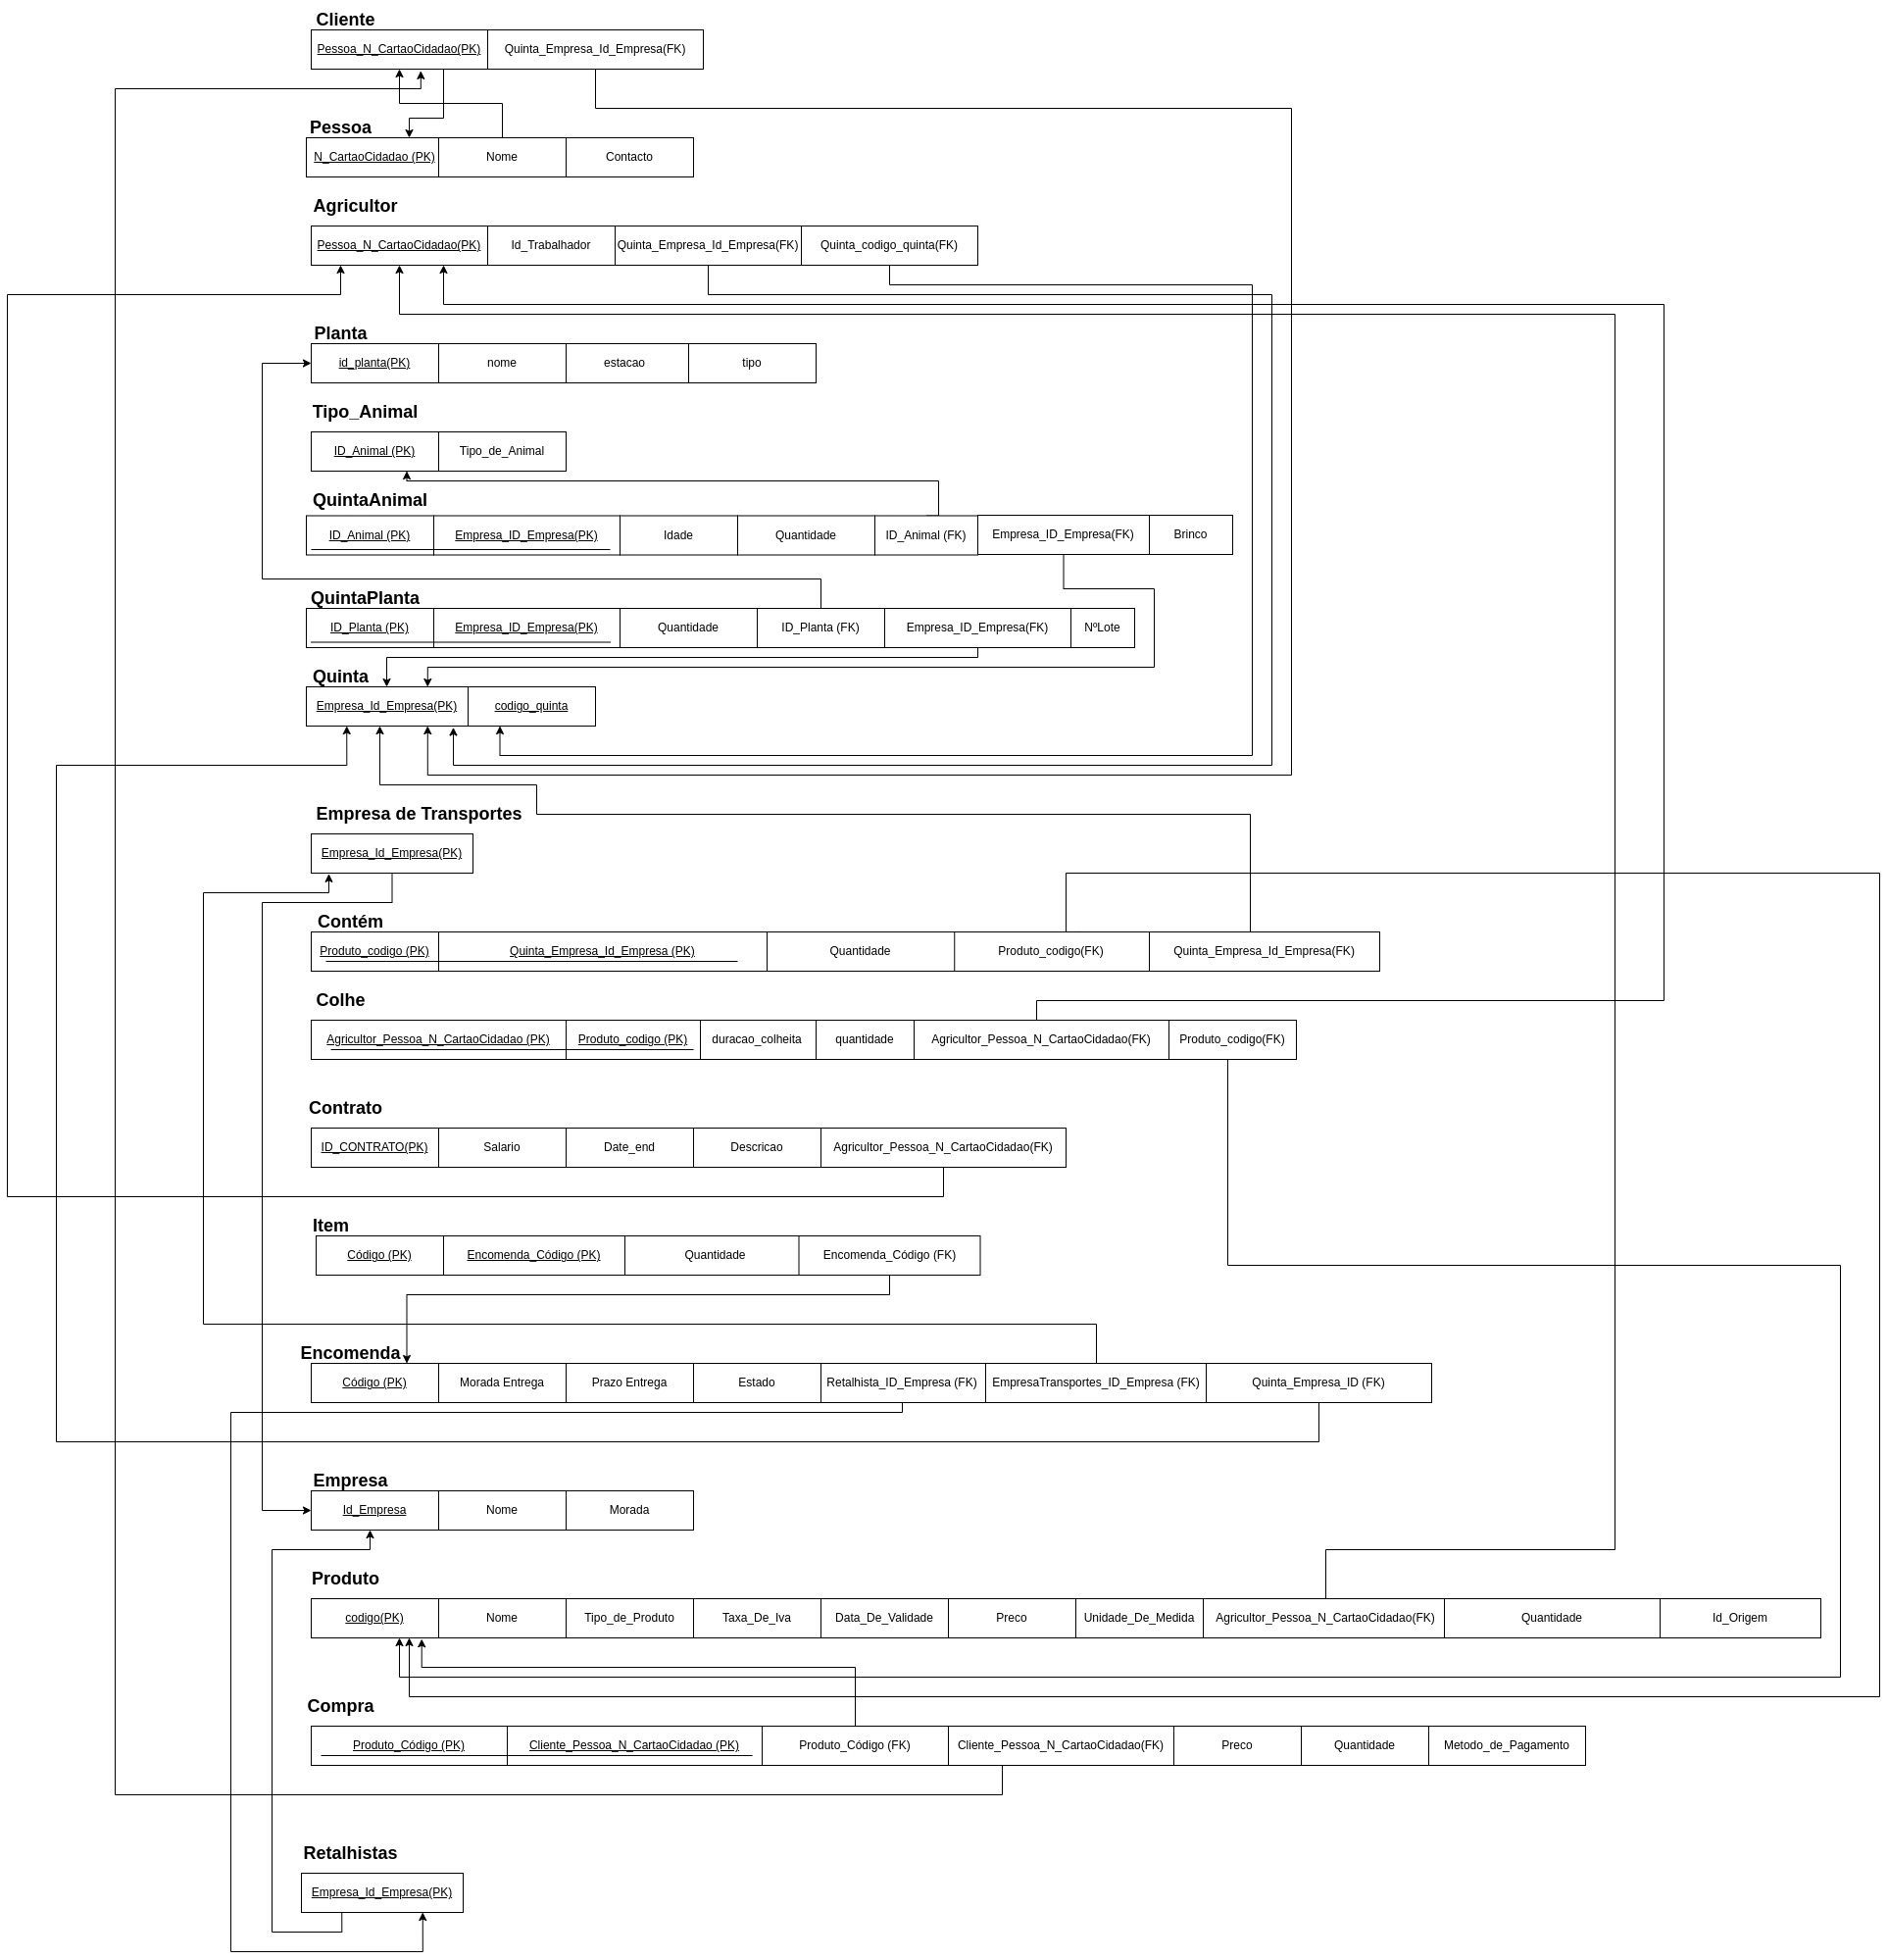 Cliente
Pessoa_N_CartaoCidadao(PK) Quinta_Empresa_Id_Empresa(FK)
Pessoa
N_CartaoCidadao (PK) Nome Contacto
Agricultor
Pessoa_N_CartaoCidadao(PK) Id_Trabalhador Quinta_Empresa_Id_Empresa(FK) Quinta_codigo_quinta(FK)
Planta
id_planta(PK) nome estacao tipo
Tipo_Animal
ID_Animal (PK) Tipo_de_Animal
QuintaAnimal
ID_Animal (PK) Empresa_ID_Empresa(PK) Idade Quantidade ID_Animal (FK) Empresa_ID_Empresa(FK) Brinco
QuintaPlanta
ID_Planta (PK) Empresa_ID_Empresa(PK) Quantidade ID_Planta (FK) Empresa_ID_Empresa(FK) NºLote
Quinta
Empresa_Id_Empresa(PK) codigo_quinta
Empresa de Transportes
Empresa_Id_Empresa(PK)
Contém
Produto_codigo (PK) Quinta_Empresa_Id_Empresa (PK) Quantidade Produto_codigo(FK) Quinta_Empresa_Id_Empresa(FK)
Colhe
Agricultor_Pessoa_N_CartaoCidadao (PK) Produto_codigo (PK) duracao_colheita quantidade Agricultor_Pessoa_N_CartaoCidadao(FK) Produto_codigo(FK)
Contrato
ID_CONTRATO(PK) Salario Date_end Descricao Agricultor_Pessoa_N_CartaoCidadao(FK)
Item
Código (PK) Encomenda_Código (PK) Quantidade Encomenda_Código (FK)
Encomenda
Código (PK) Morada Entrega Prazo Entrega Estado Retalhista_ID_Empresa (FK) EmpresaTransportes_ID_Empresa (FK) Quinta_Empresa_ID (FK)
Empresa
Id_Empresa Nome Morada
Produto
codigo(PK) Nome Tipo_de_Produto Taxa_De_Iva Data_De_Validade Preco Unidade_De_Medida Agricultor_Pessoa_N_CartaoCidadao(FK) Quantidade Id_Origem
Compra
Produto_Código (PK) Cliente_Pessoa_N_CartaoCidadao (PK) Produto_Código (FK) Cliente_Pessoa_N_CartaoCidadao(FK) Preco Quantidade Metodo_de_Pagamento
Retalhistas
Empresa_Id_Empresa(PK)